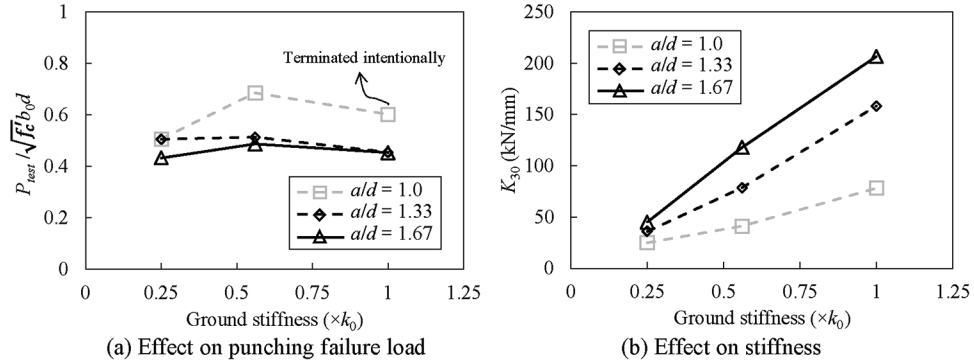 1
0.8
0.6
0.4
0.2
0
P_test/√f'c b0d
Terminated intentionally
a/d = 1.0
a/d = 1.33
a/d = 1.67
0 0.25 0.5 0.75 1 1.25
Ground stiffness (×k0)
(a) Effect on punching failure load
250
200
150
100
50
0
K30 (kN/mm)
a/d = 1.0
a/d = 1.33
a/d = 1.67
0 0.25 0.5 0.75 1 1.25
Ground stiffness (×k0)
(b) Effect on stiffness